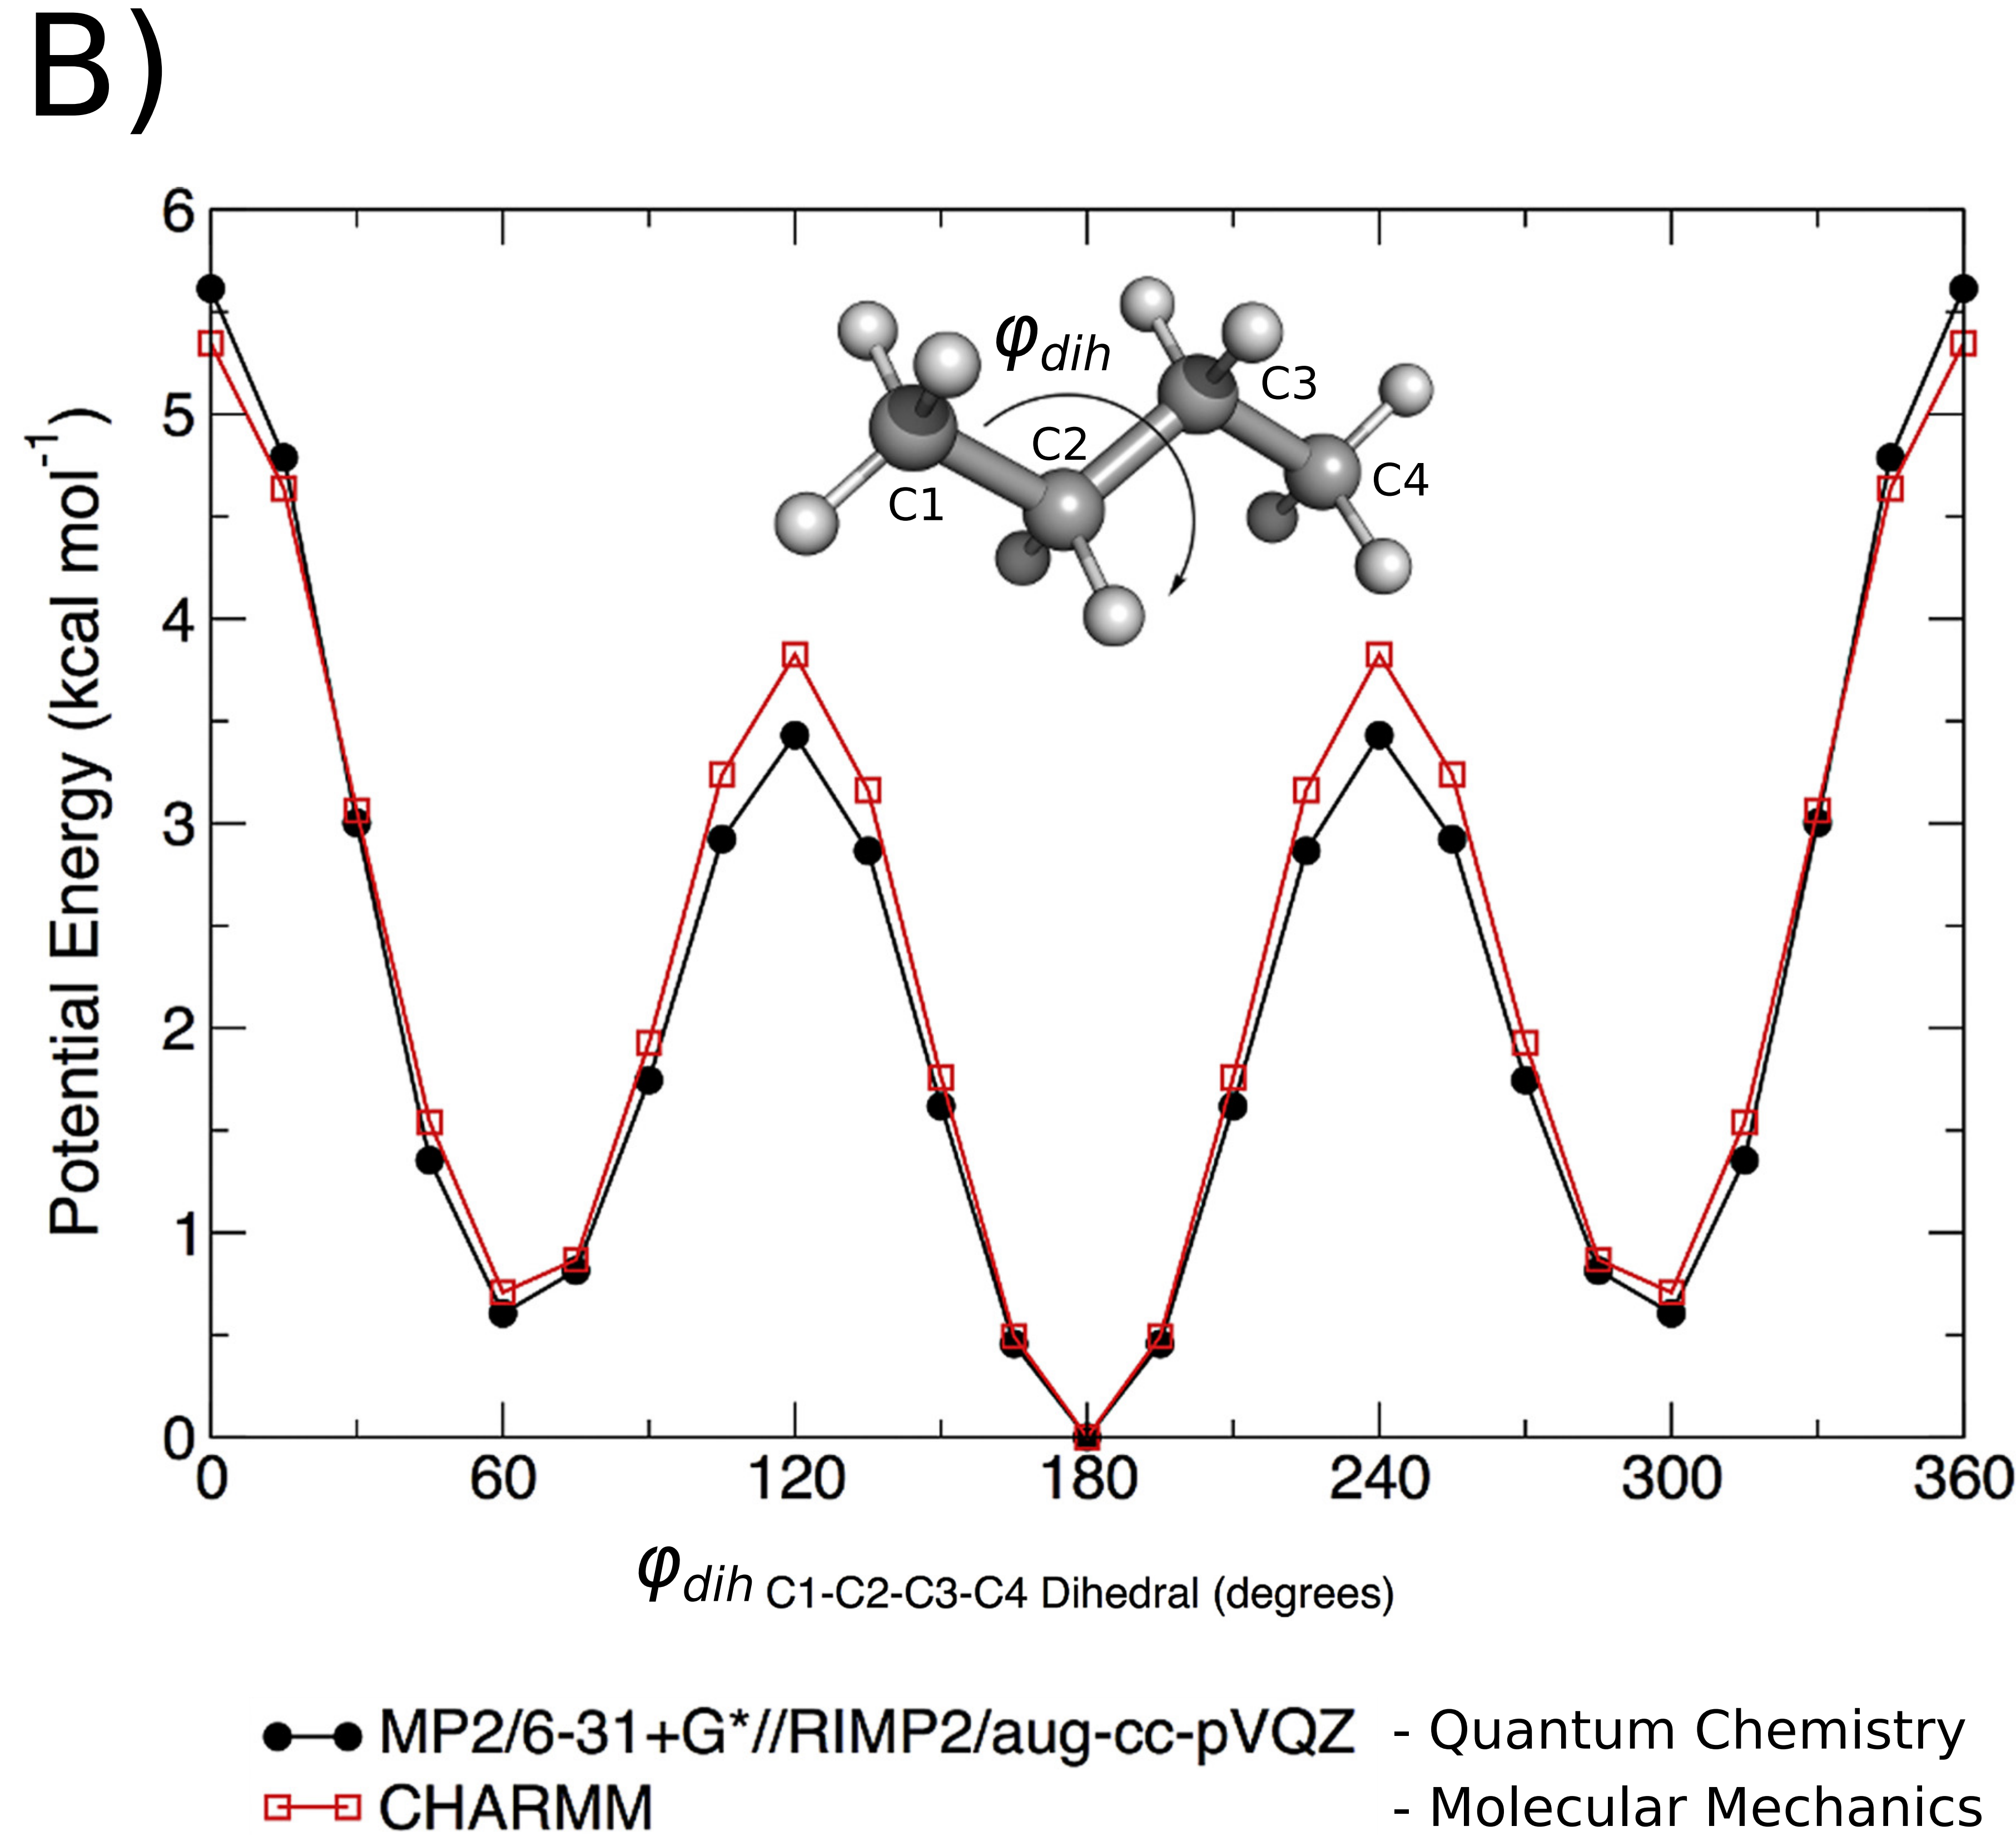 B)
6
5
4
3
2
1
0
Potential Energy (kcal mol⁻¹)
φdih
C1
C2
C3
C4
0 60 120 180 240 300 360
φdih C1-C2-C3-C4 Dihedral (degrees)
MP2/6-31+G*//RIMP2/aug-cc-pVQZ - Quantum Chemistry
CHARMM - Molecular Mechanics